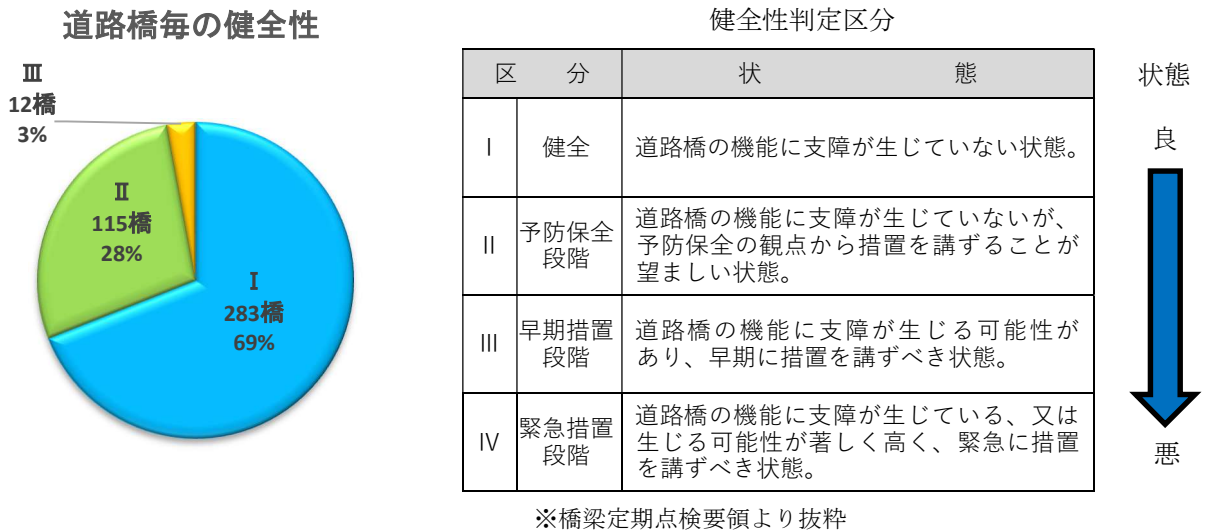 道路橋毎の健全性
Ⅲ
12橋
3%
Ⅱ
115橋
28%
Ⅰ
283橋
69%
健全性判定区分
区 分 状 態
Ⅰ 健全 道路橋の機能に支障が生じていない状態。
Ⅱ 予防保全段階 道路橋の機能に支障が生じていないが、
予防保全の観点から措置を講ずることが
望ましい状態。
Ⅲ 早期措置段階 道路橋の機能に支障が生じる可能性が
あり、早期に措置を講ずべき状態。
Ⅳ 緊急措置段階 道路橋の機能に支障が生じている、又は
生じる可能性が著しく高く、緊急に措置
を講ずべき状態。
※橋梁定期点検要領より抜粋
状態
良
悪